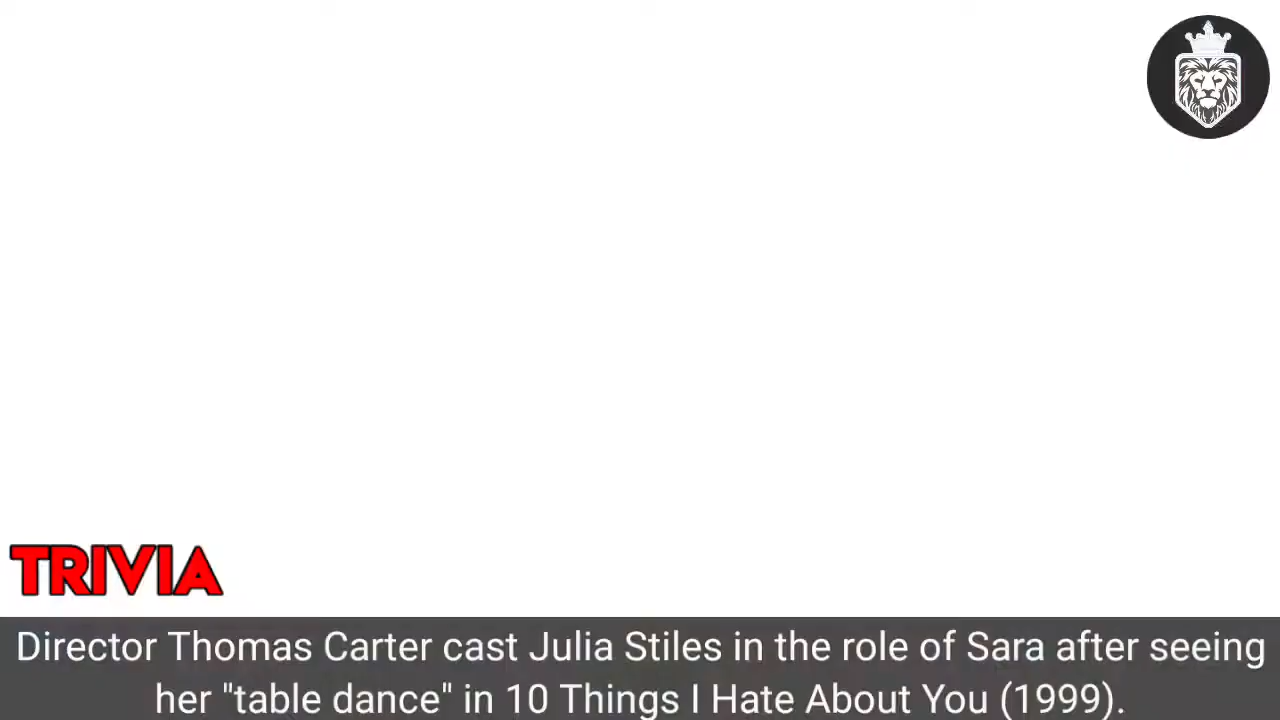 TRIVIA
Director Thomas Carter cast Julia Stiles in the role of Sara after seeing
her "table dance" in 10 Things I Hate About You (1999).